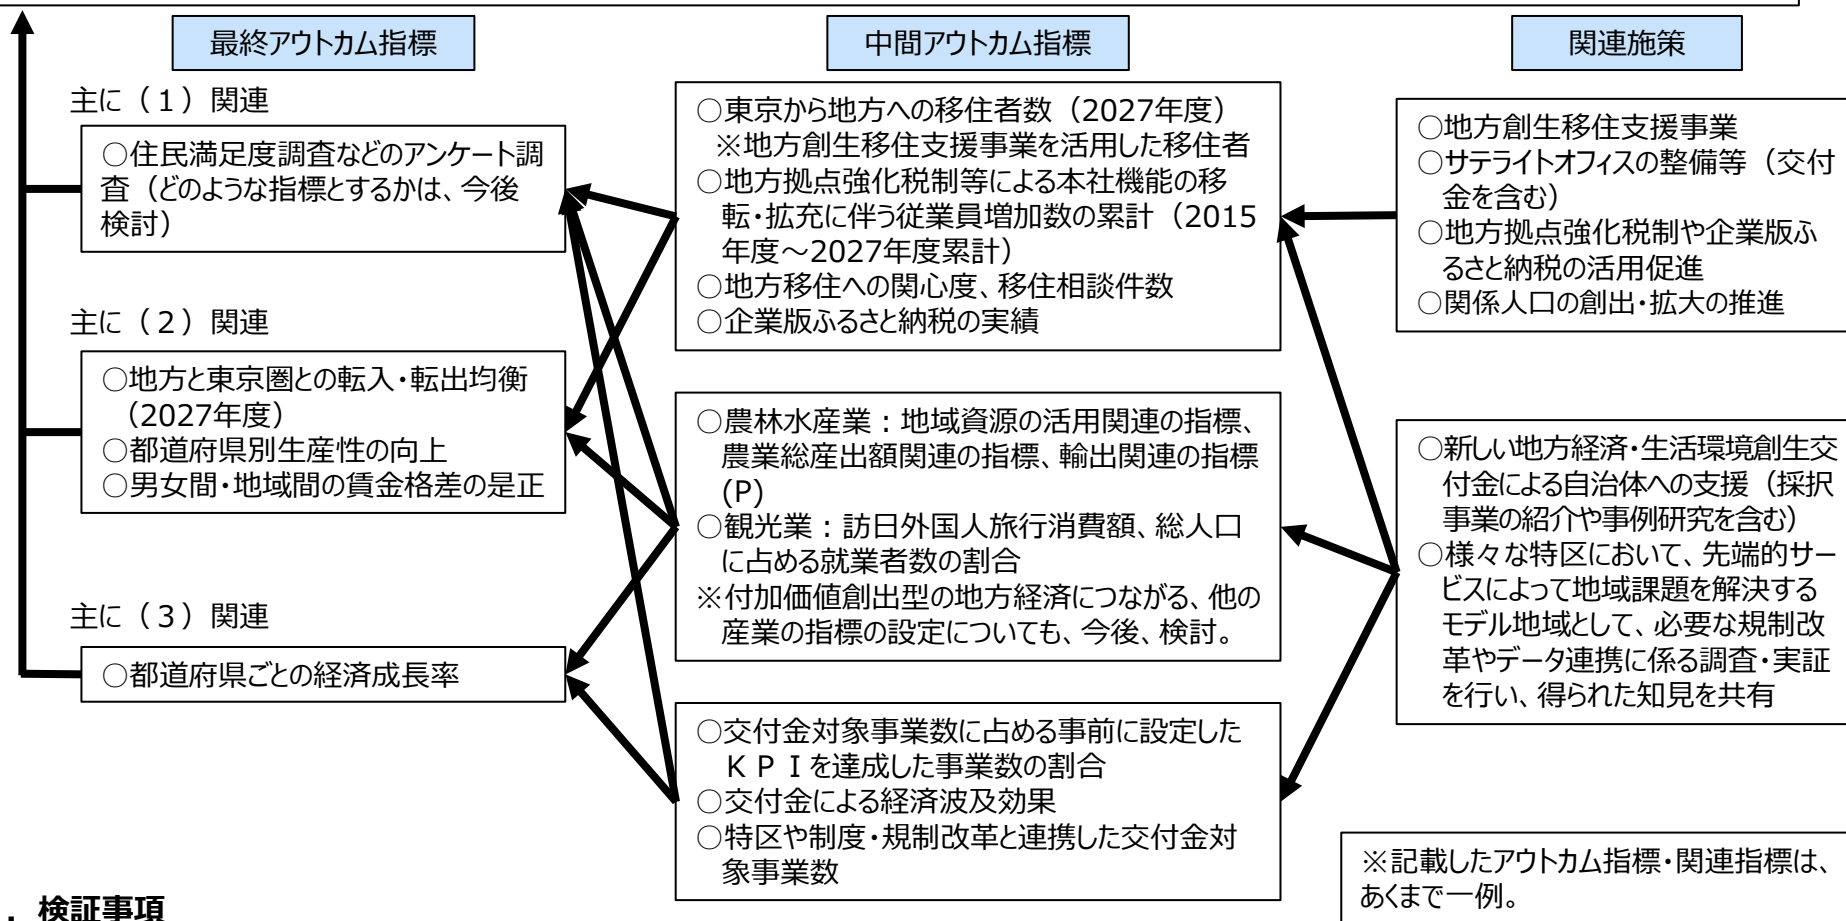 最終アウトカム指標
主に（１）関連
○住民満足度調査などのアンケート調
査（どのような指標とするかは、今後
検討）
主に（２）関連
○地方と東京圏との転入・転出均衡
（2027年度）
○都道府県別生産性の向上
○男女間・地域間の賃金格差の是正
主に（３）関連
○都道府県ごとの経済成長率
中間アウトカム指標
○東京から地方への移住者数（2027年度）
※地方創生移住支援事業を活用した移住者
○地方拠点強化税制等による本社機能の移
転・拡充に伴う従業員増加数の累計（2015
年度～2027年度累計）
○地方移住への関心度、移住相談件数
○企業版ふるさと納税の実績
○農林水産業：地域資源の活用関連の指標、
農業総産出額関連の指標、輸出関連の指標
(P)
○観光業：訪日外国人旅行消費額、総人口
に占める就業者数の割合
※付加価値創出型の地方経済につながる、他の
産業の指標の設定についても、今後、検討。
○交付金対象事業数に占める事前に設定した
ＫＰＩを達成した事業数の割合
○交付金による経済波及効果
○特区や制度・規制改革と連携した交付金対
象事業数
関連施策
○地方創生移住支援事業
○サテライトオフィスの整備等（交付
金を含む）
○地方拠点強化税制や企業版ふ
るさと納税の活用促進
○関係人口の創出・拡大の推進
○新しい地方経済・生活環境創生交
付金による自治体への支援（採択
事業の紹介や事例研究を含む）
○様々な特区において、先端的サー
ビスによって地域課題を解決する
モデル地域として、必要な規制改
革やデータ連携に係る調査・実証
を行い、得られた知見を共有
※記載したアウトカム指標・関連指標は、
あくまで一例。
．検証事項